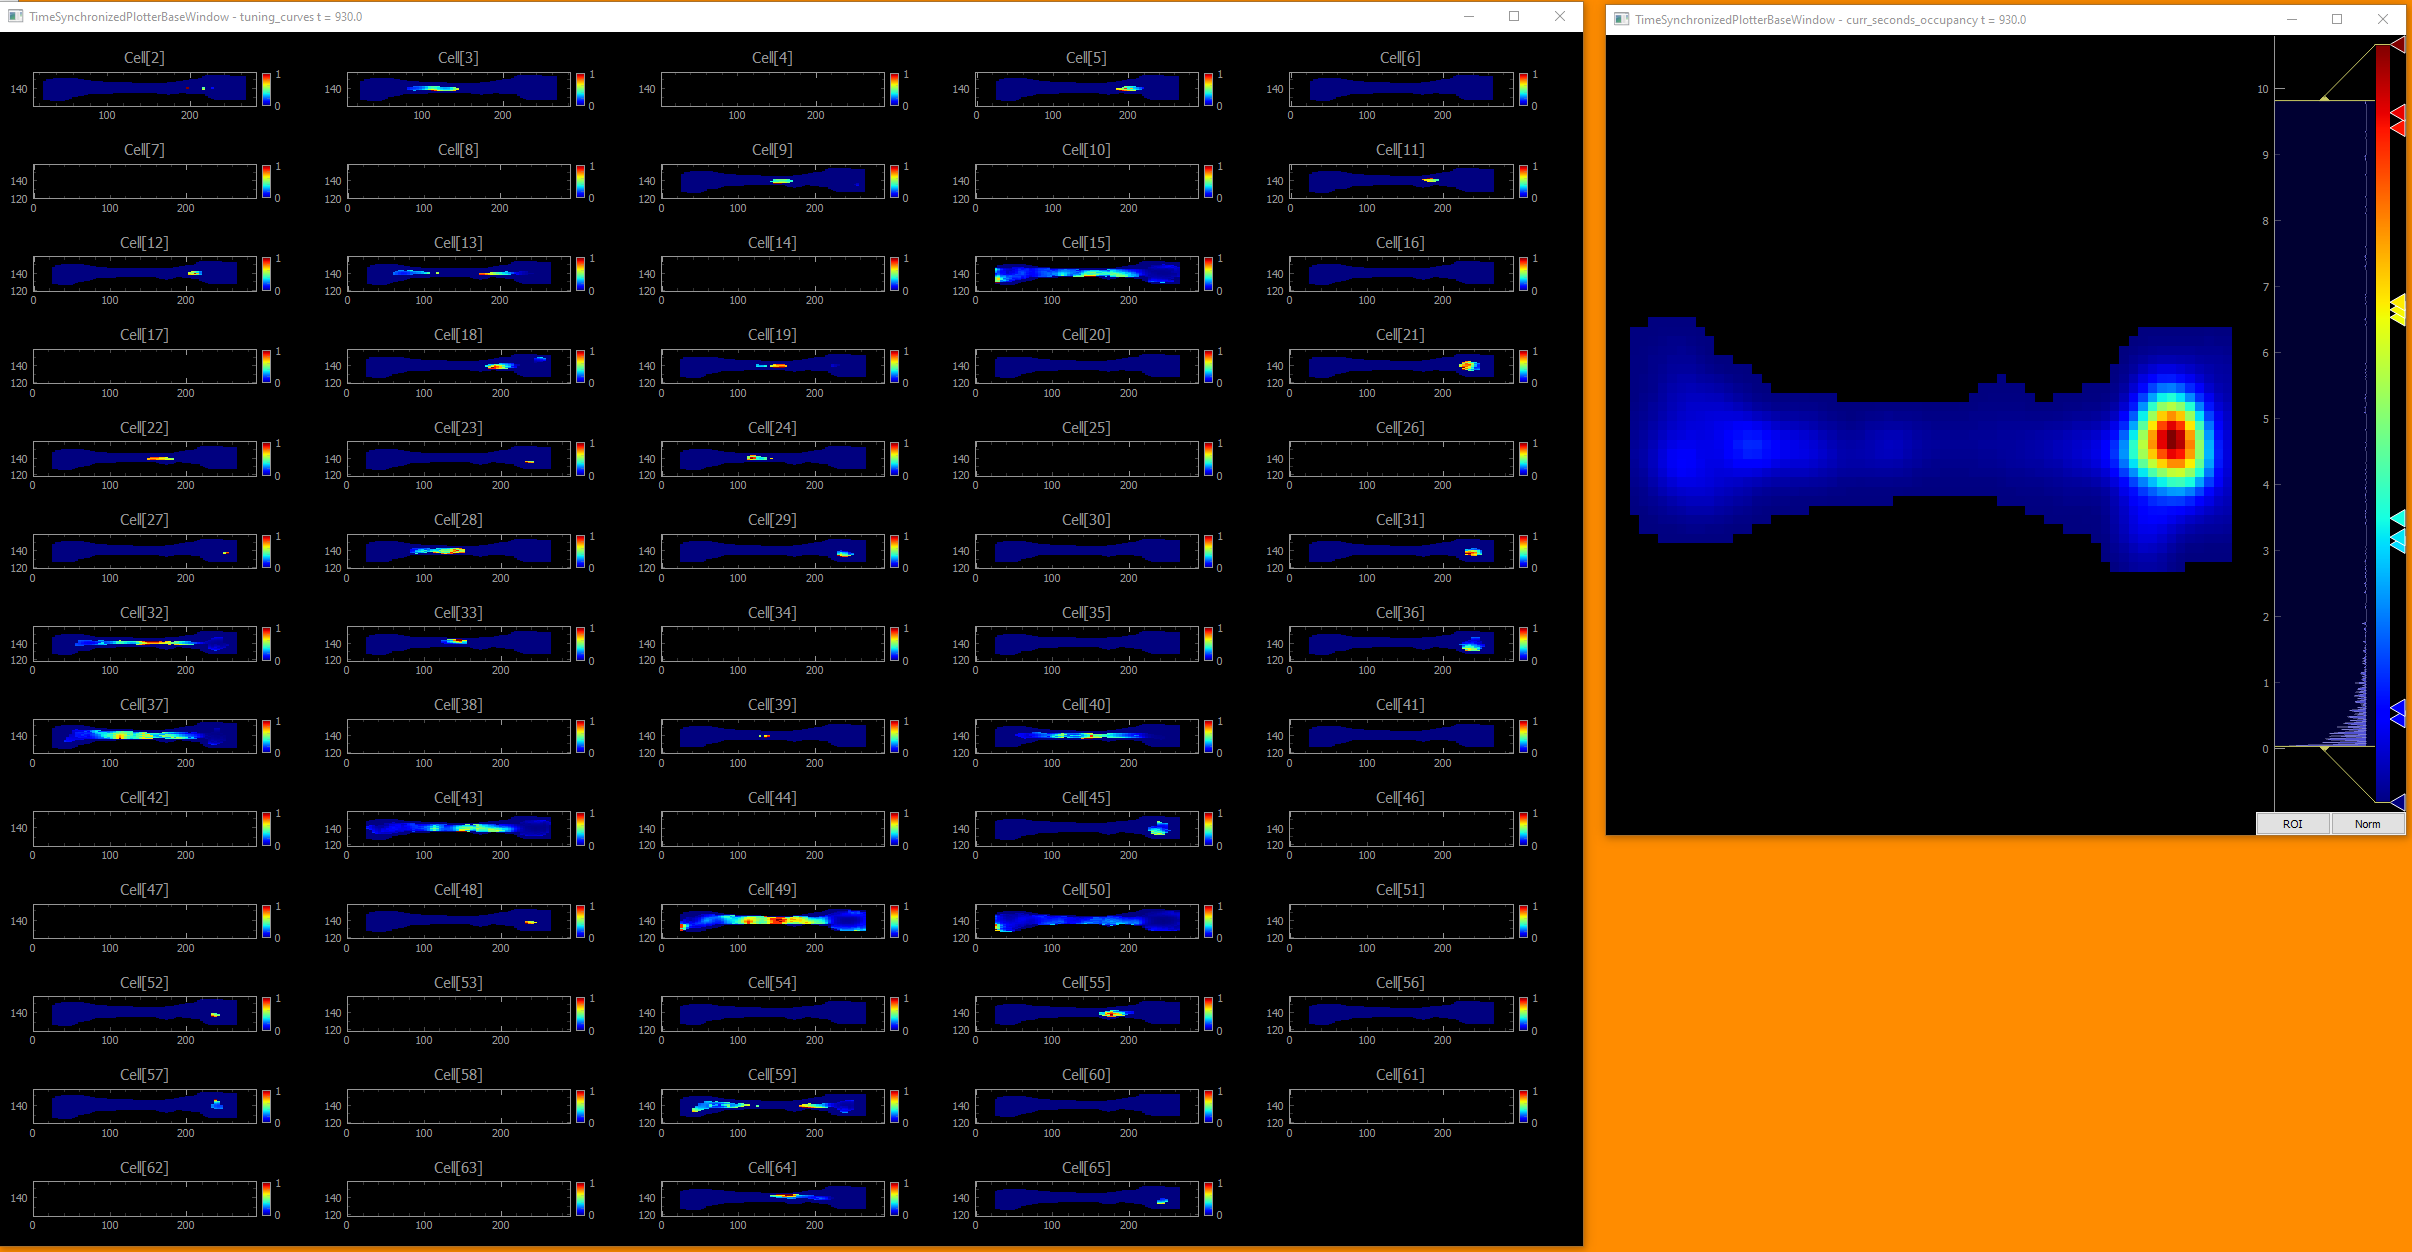 TimeSynchronizedPlotterBaseWindow - tuning_curves t = 930.0
Cell[2] Cell[3] Cell[4] Cell[5] Cell[6]
1 1 1 1 1
140 140 140 140 140
0 0 0 0 0
100 200 100 200 100 200 0 100 200 0 100 200
Cell[7] Cell[8] Cell[9] Cell[10] Cell[11]
1 1 1 1 1
140 140 140 140 140
120 0 120 0 120 0 120 0 120 0
0 100 200 0 100 200 0 100 200 0 100 200 0 100 200
Cell[12] Cell[13] Cell[14] Cell[15] Cell[16]
1 1 1 1 1
140 140 140 140 140
120 0 120 0 120 0 120 0 120 0
0 100 200 0 100 200 0 100 200 0 100 200 0 100 200
Cell[17] Cell[18] Cell[19] Cell[20] Cell[21]
1 1 1 1 1
140 140 140 140 140
120 0 120 0 120 0 120 0 120 0
0 100 200 0 100 200 0 100 200 0 100 200 0 100 200
Cell[22] Cell[23] Cell[24] Cell[25] Cell[26]
1 1 1 1 1
140 140 140 140 140
120 0 120 0 120 0 120 0 120 0
0 100 200 0 100 200 0 100 200 0 100 200 0 100 200
Cell[27] Cell[28] Cell[29] Cell[30] Cell[31]
1 1 1 1 1
140 140 140 140 140
120 0 120 0 120 0 120 0 120 0
0 100 200 0 100 200 0 100 200 0 100 200 0 100 200
Cell[32] Cell[33] Cell[34] Cell[35] Cell[36]
1 1 1 1 1
140 140 140 140 140
120 0 120 0 120 0 120 0 120 0
0 100 200 0 100 200 0 100 200 0 100 200 0 100 200
Cell[37] Cell[38] Cell[39] Cell[40] Cell[41]
1 1 1 1 1
140 140 140 140 140
0 0 0 0 0
0 100 200 0 100 200 0 100 200 0 100 200 0 100 200
Cell[42] Cell[43] Cell[44] Cell[45] Cell[46]
1 1 1 1 1
140 140 140 140 140
0 120 0 0 120 0 0
0 100 200 0 100 200 0 100 200 0 100 200 0 100 200
Cell[47] Cell[48] Cell[49] Cell[50] Cell[51]
1 1 1 1 1
140 140 140 140 140
0 120 0 120 0 120 0 120 0
0 100 200 0 100 200 0 100 200 0 100 200 0 100 200
Cell[52] Cell[53] Cell[54] Cell[55] Cell[56]
1 1 1 1 1
140 140 140 140 140
0 120 0 120 0 120 0 120 0
0 100 200 0 100 200 0 100 200 0 100 200 0 100 200
Cell[57] Cell[58] Cell[59] Cell[60] Cell[61]
1 1 1 1 1
140 140 140 140 140
0 120 0 120 0 120 0 120 0
0 100 200 0 100 200 0 100 200 0 100 200 0 100 200
Cell[62] Cell[63] Cell[64] Cell[65]
1 1 1 1
140 140 140 140
0 0 120 0 120 0
0 100 200 0 100 200 0 100 200 0 100 200
TimeSynchronizedPlotterBaseWindow - curr_seconds_occupancy t = 930.0
10
9
8
7
6
5
4
3
2
1
0
ROI Norm